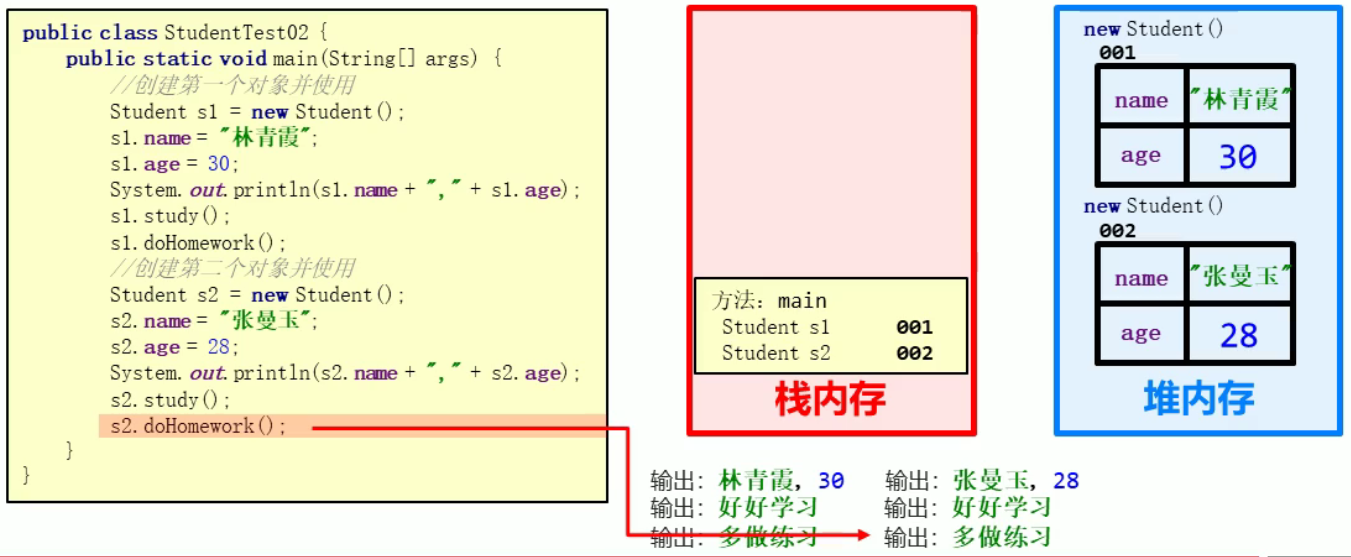 public class StudentTest02 {
public static void main(String[] args) {
//创建第一个对象并使用
Student s1 = new Student();
s1.name = "林青霞";
s1.age = 30;
System.out.println(s1.name + "," + s1.age);
s1.study();
s1.doHomework();
//创建第二个对象并使用
Student s2 = new Student();
s2.name = "张曼玉";
s2.age = 28;
System.out.println(s2.name + "," + s2.age);
s2.study();
s2.doHomework();
}
}
方法：main
Student s1 001
Student s2 002
栈内存
new Student()
001
name "林青霞"
age 30
new Student()
002
name "张曼玉"
age 28
堆内存
输出：林青霞，30
输出：好好学习
输出：多做练习
输出：张曼玉，28
输出：好好学习
输出：多做练习